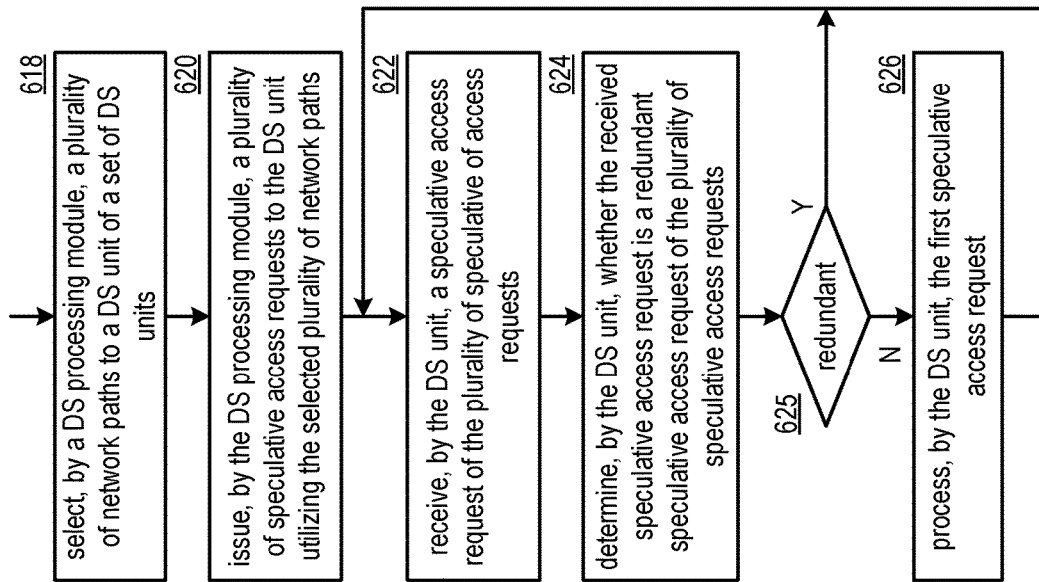 618
select, by a DS processing module, a plurality
of network paths to a DS unit of a set of DS
units
620
issue, by the DS processing module, a plurality
of speculative access requests to the DS unit
utilizing the selected plurality of network paths
622
receive, by the DS unit, a speculative access
request of the plurality of speculative of access
requests
624
determine, by the DS unit, whether the received
speculative access request is a redundant
speculative access request of the plurality of
speculative access requests
625
redundant
Y
N
626
process, by the DS unit, the first speculative
access request